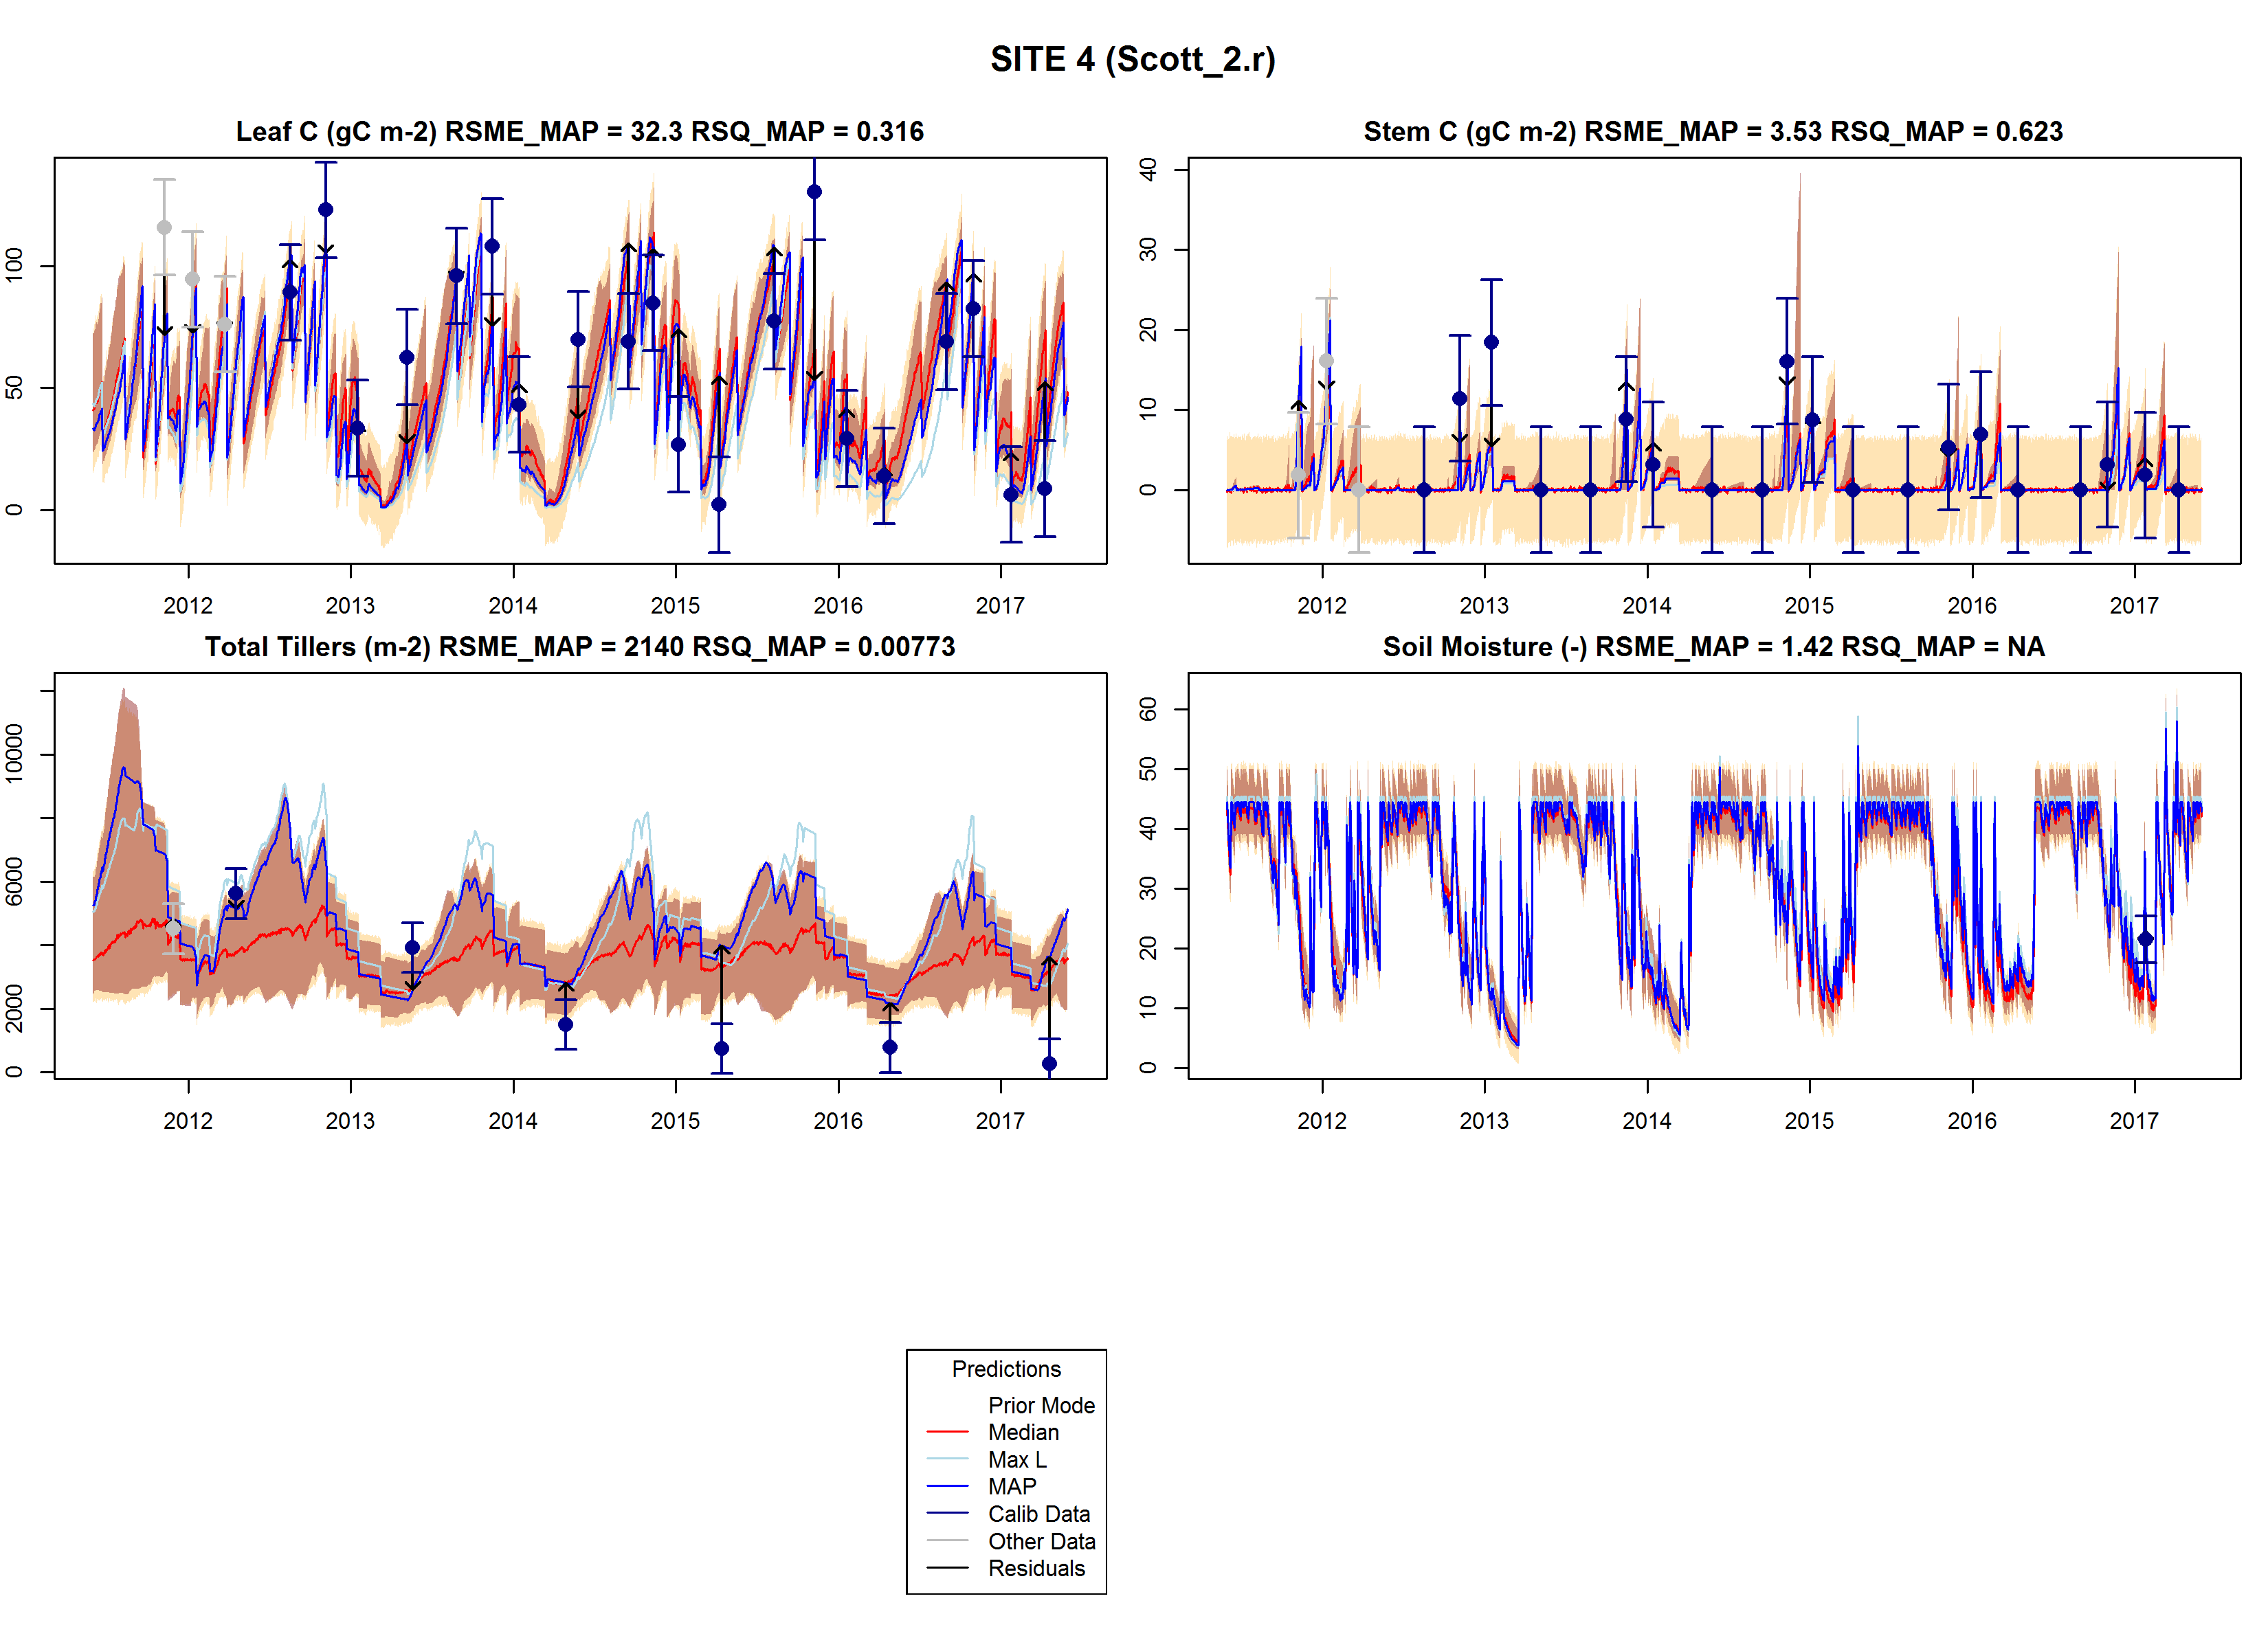 SITE 4 (Scott_2.r)
Leaf C (gC m-2) RSME_MAP = 32.3 RSQ_MAP = 0.316
Stem C (gC m-2) RSME_MAP = 3.53 RSQ_MAP = 0.623
0 50 100
2012 2013 2014 2015 2016 2017
0 10 20 30 40
2012 2013 2014 2015 2016 2017
Total Tillers (m-2) RSME_MAP = 2140 RSQ_MAP = 0.00773
Soil Moisture (-) RSME_MAP = 1.42 RSQ_MAP = NA
0 2000 6000 10000
2012 2013 2014 2015 2016 2017
0 10 20 30 40 50 60
2012 2013 2014 2015 2016 2017
Predictions
Prior Mode
Median
Max L
MAP
Calib Data
Other Data
Residuals